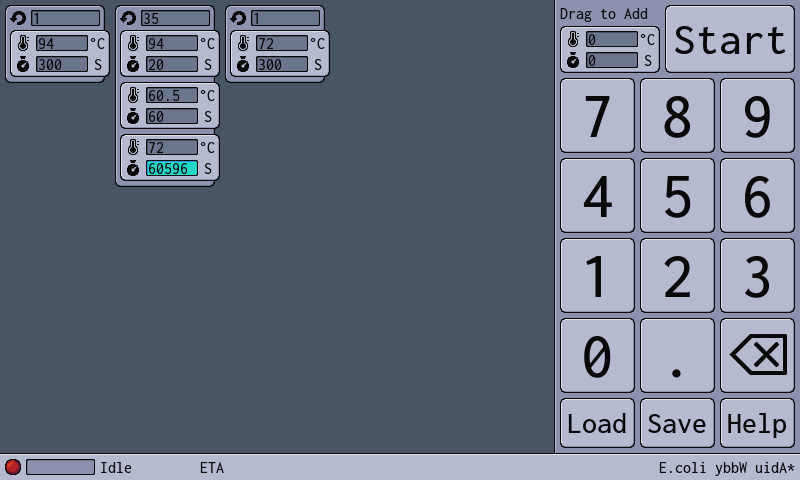 1
94 °C
300 S
35
94 °C
20 S
60.5 °C
60 S
72 °C
60596 S
1
72 °C
300 S
Drag to Add
0 °C
0 S
Start
7 8 9
4 5 6
1 2 3
0 .
Load Save Help
Idle ETA E.coli ybbW uidA*